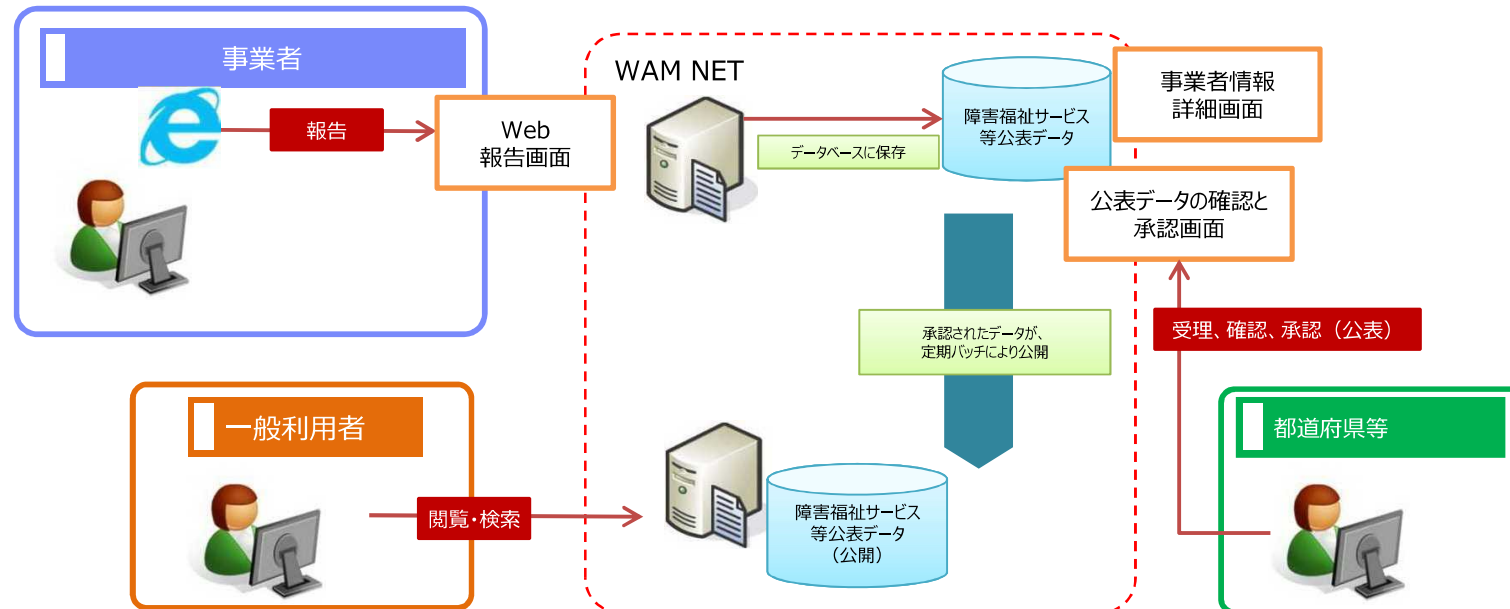 事業者
報告
Web
報告画面
WAM NET
データベースに保存
障害福祉サービス
等公表データ
事業者情報
詳細画面
公表データの確認と
承認画面
承認されたデータが、
定期バッチにより公開
受理、確認、承認（公表）
一般利用者
閲覧・検索
障害福祉サービス
等公表データ
（公開）
都道府県等